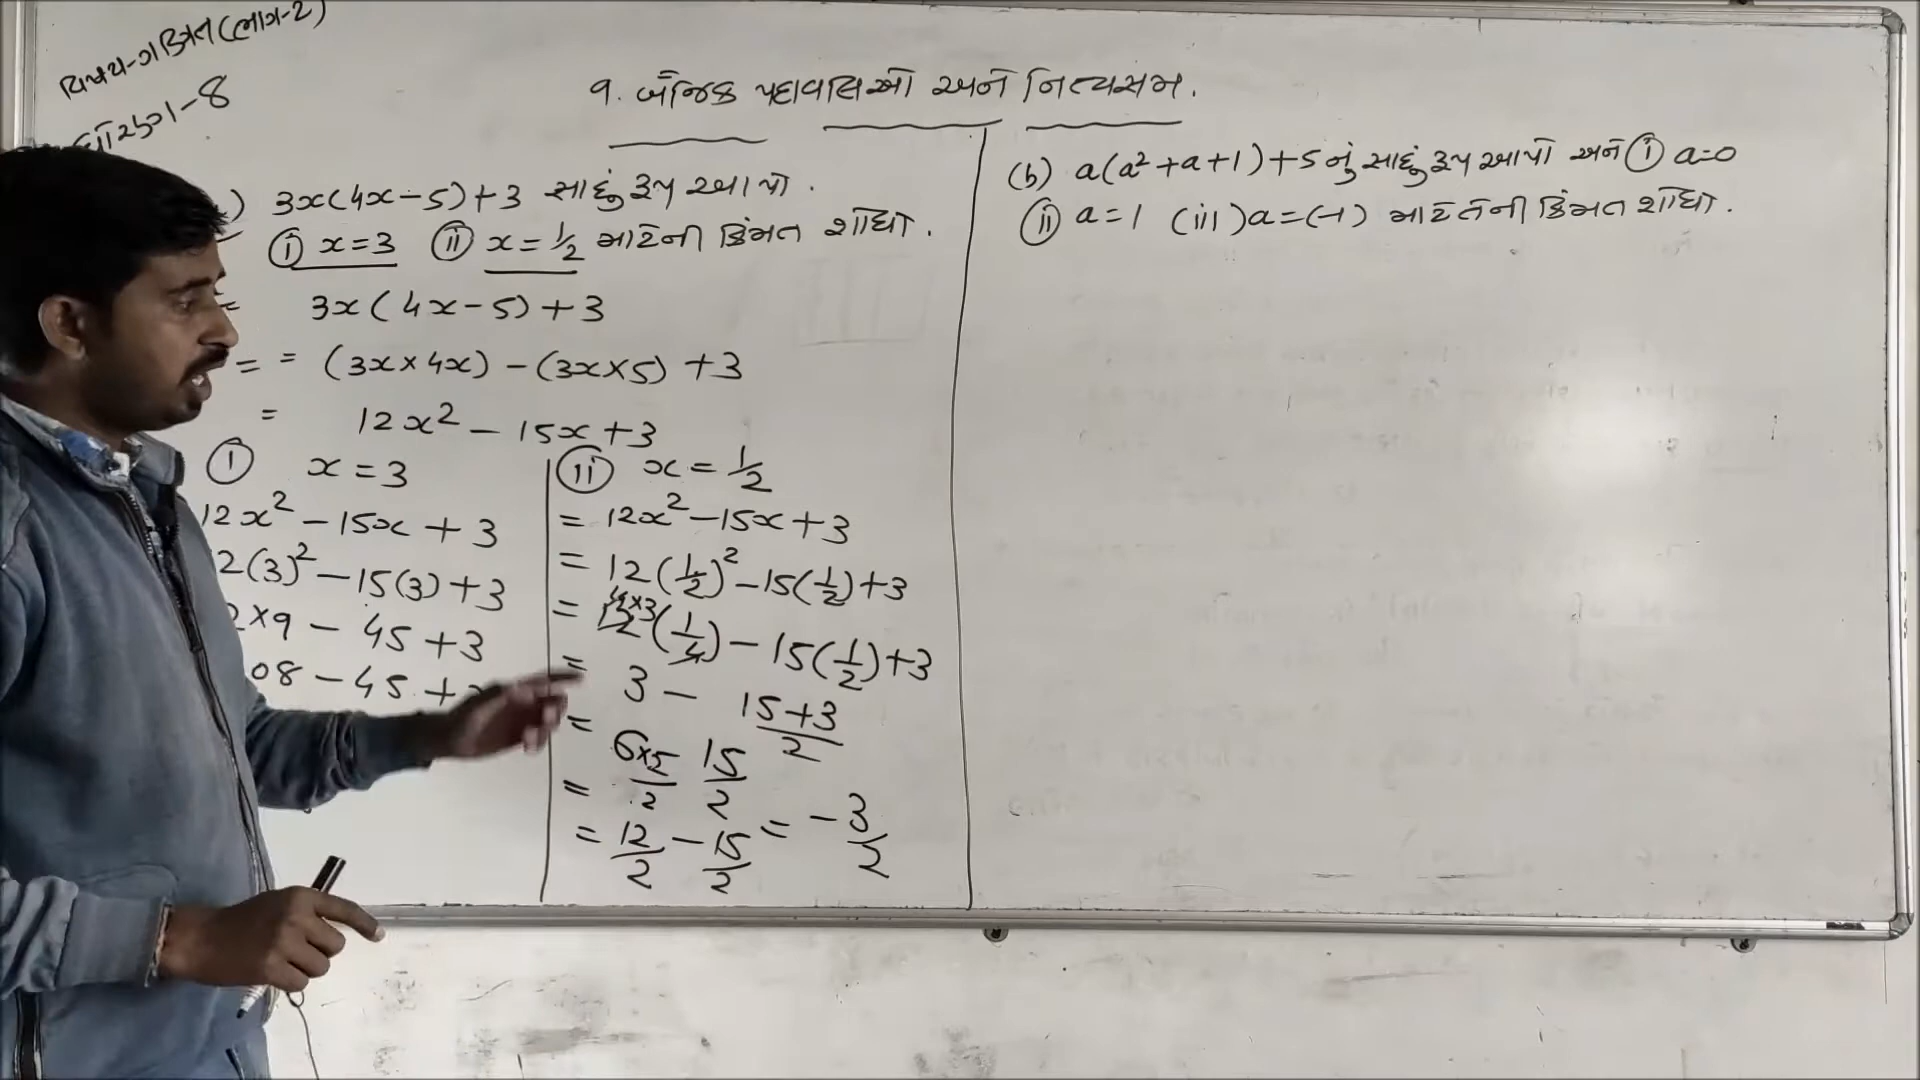 વિષય-ગણિત(ભાગ-2)
ધોરણ-8
૧. બૈજિક પદાવલિઓ અને નિત્યસમ.
) 3x(4x-5)+3 સાદું રૂપ આપો.
(i) x=3 (ii) x=1/2 માટેની કિંમત શોધો.
= 3x(4x-5)+3
= = (3x×4x)-(3x×5)+3
= 12x²-15x+3
(i) x=3
12x²-15x+3
2(3)²-15(3)+3
2×9-45+3
08-45+
(ii) x=1/2
= 12x²-15x+3
= 12(1/2)²-15(1/2)+3
= 4×3 12(1/4)-15(1/2)+3
= 3-15+3/2
=
= 6×5/2 15/2
= 12/2-15/2=-3/2
(b) a(a²+a+1)+5નું સાદું રૂપ આપો અને (i) a=0
(ii) a=1 (iii) a=(-1) માટે તેની કિંમત શોધો.